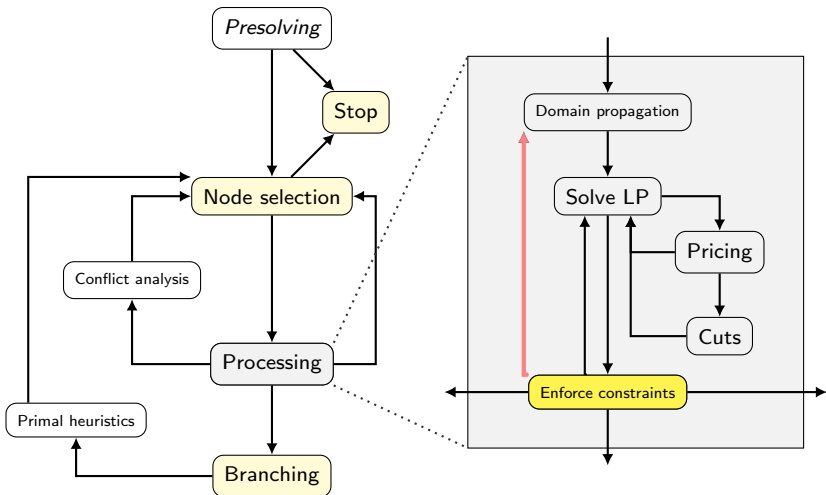 Presolving
Stop
Node selection
Conflict analysis
Processing
Primal heuristics
Branching
Domain propagation
Solve LP
Pricing
Cuts
Enforce constraints